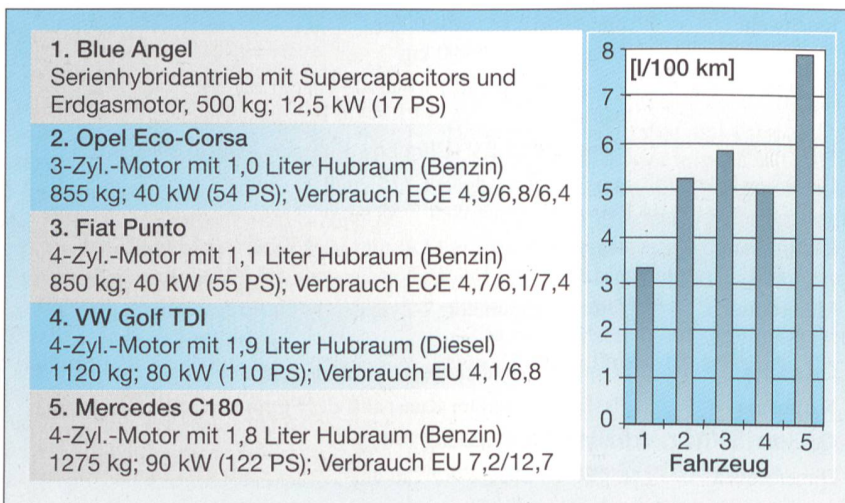 1. Blue Angel
Serienhybridantrieb mit Supercapacitors und
Erdgasmotor, 500 kg; 12,5 kW (17 PS)
2. Opel Eco-Corsa
3-Zyl.-Motor mit 1,0 Liter Hubraum (Benzin)
855 kg; 40 kW (54 PS); Verbrauch ECE 4,9/6,8/6,4
3. Fiat Punto
4-Zyl.-Motor mit 1,1 Liter Hubraum (Benzin)
850 kg; 40 kW (55 PS); Verbrauch ECE 4,7/6,1/7,4
4. VW Golf TDI
4-Zyl.-Motor mit 1,9 Liter Hubraum (Diesel)
1120 kg; 80 kW (110 PS); Verbrauch EU 4,1/6,8
5. Mercedes C180
4-Zyl.-Motor mit 1,8 Liter Hubraum (Benzin)
1275 kg; 90 kW (122 PS); Verbrauch EU 7,2/12,7
[l/100 km]
8
7
6
5
4
3
2
1
0
1 2 3 4 5
Fahrzeug